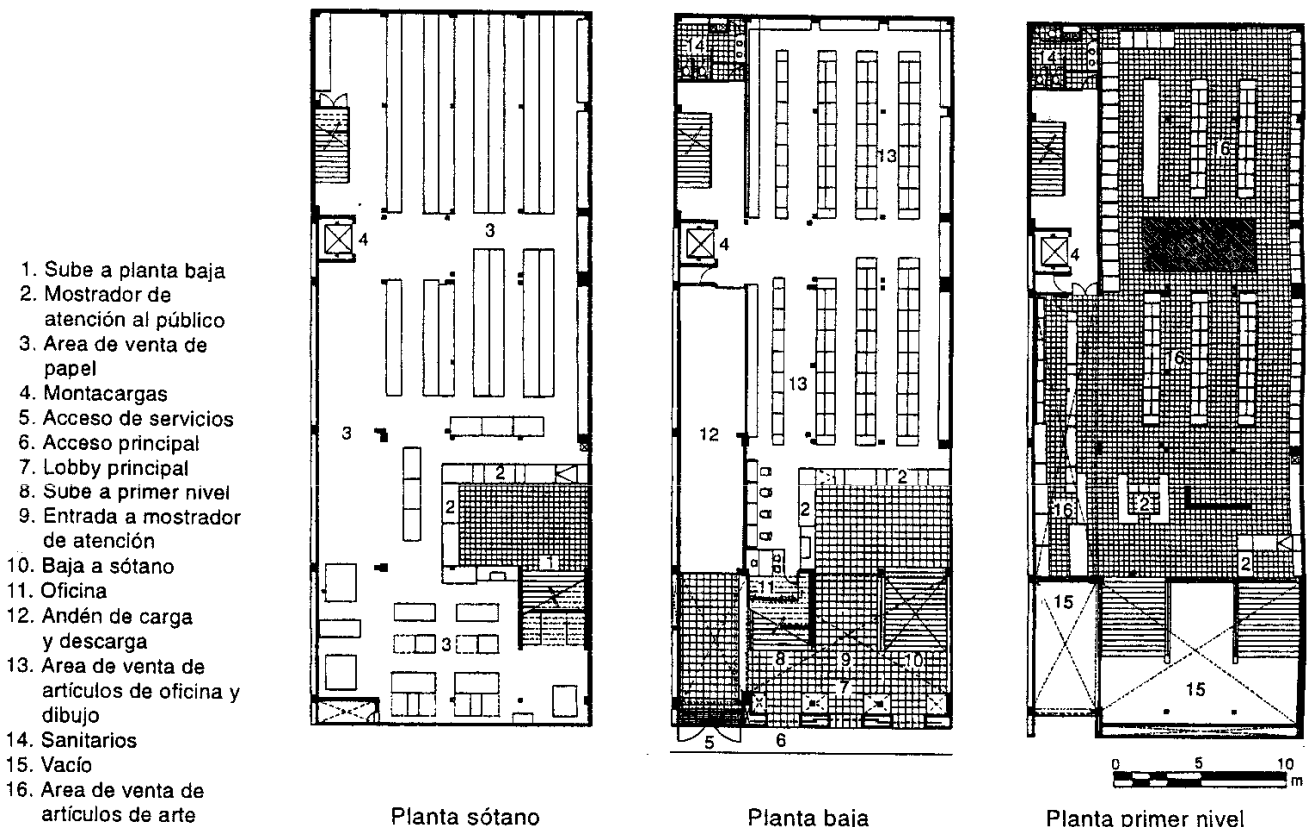 1. Sube a planta baja
2. Mostrador de
atención al público
3. Area de venta de
papel
4. Montacargas
5. Acceso de servicios
6. Acceso principal
7. Lobby principal
8. Sube a primer nivel
9. Entrada a mostrador
de atención
10. Baja a sótano
11. Oficina
12. Andén de carga
y descarga
13. Area de venta de
artículos de oficina y
dibujo
14. Sanitarios
15. Vacío
16. Area de venta de
artículos de arte
4
3
3
2
2
1
3
Planta sótano
14
13
4
13
12
2
2
11
8
9
10
7
5
6
Planta baja
14
16
4
16
16
2
2
15
15
0 5 10
m
Planta primer nivel